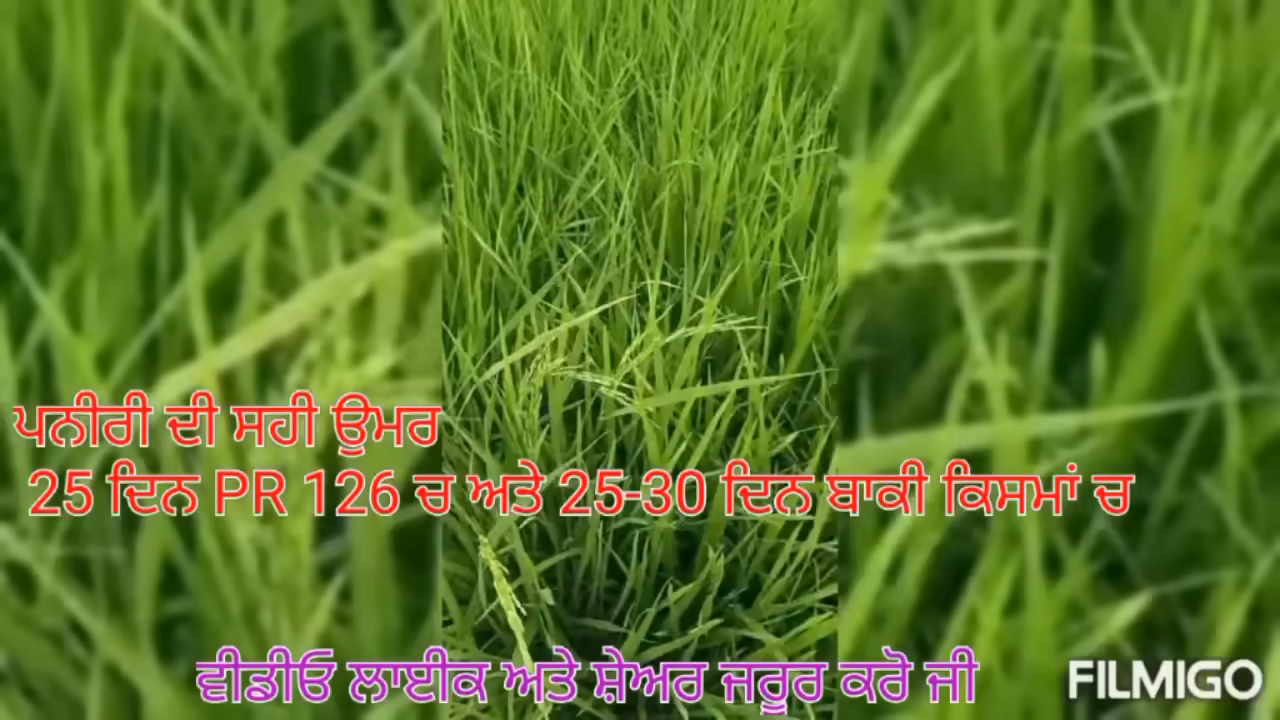 ਪਨੀਰੀ ਦੀ ਸਹੀ ਉਮਰ
25 ਦਿਨ PR 126 ਚ ਅਤੇ 25-30 ਦਿਨ ਬਾਕੀ ਕਿਸਮਾਂ ਚ
ਵੀਡੀਓ ਲਾਈਕ ਅਤੇ ਸ਼ੇਅਰ ਜਰੂਰ ਕਰੋ ਜੀ
FILMIGO